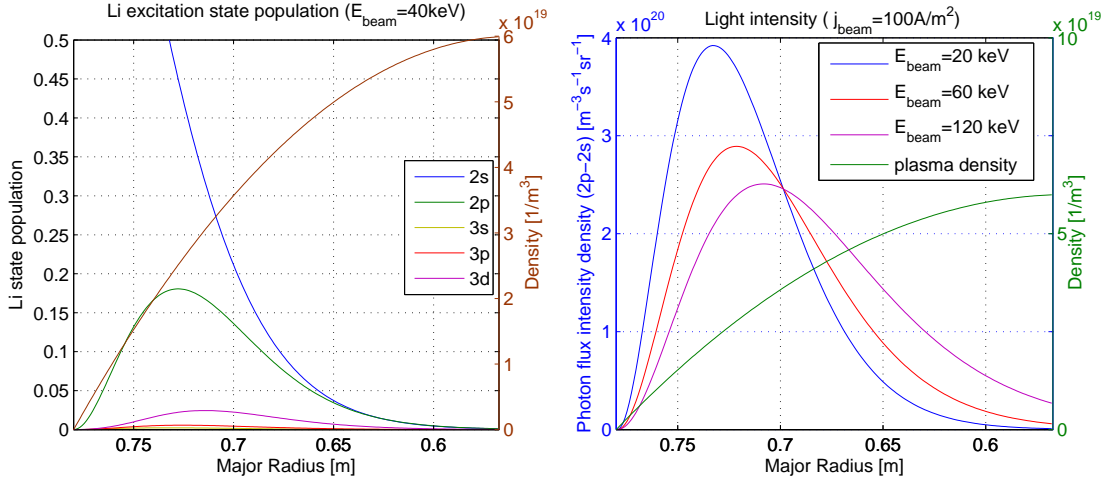 Li excitation state population (E_beam=40keV)
x 10^19
0.5
0.45
0.4
0.35
0.3
0.25
0.2
0.15
0.1
0.05
0
Li state population
0.75
0.7
0.65
0.6
Major Radius [m]
6
5
4
3
2
1
0
Density [1/m^3]
2s
2p
3s
3p
3d
Light intensity ( j_beam=100A/m^2)
x 10^20
x 10^19
4
3
2
1
0
Photon flux intensity density (2p−2s) [m^−3s^−1sr^−1]
0.75
0.7
0.65
0.6
Major Radius [m]
10
5
0
Density [1/m^3]
E_beam=20 keV
E_beam=60 keV
E_beam=120 keV
plasma density